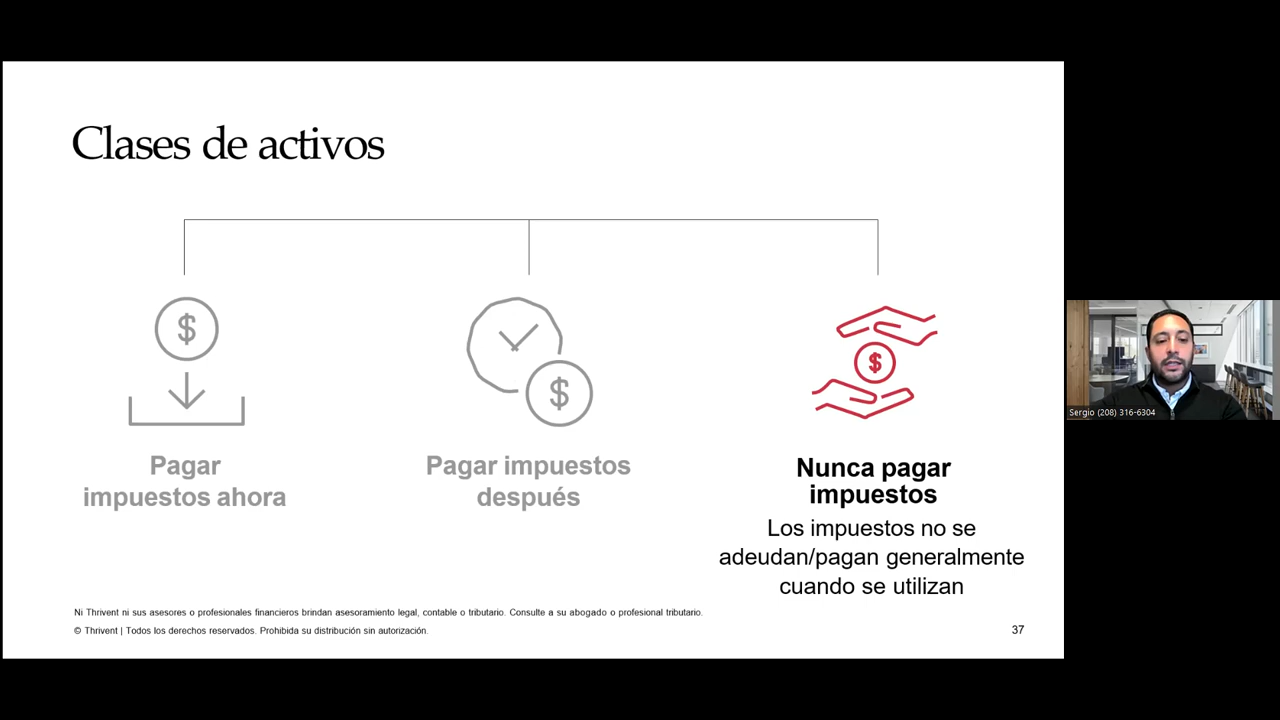 Clases de activos
$
$
$
Pagar
impuestos ahora
Pagar impuestos
después
Nunca pagar
impuestos
Los impuestos no se
adeudan/pagan generalmente
cuando se utilizan
Sergio (208) 316-6304
Ni Thrivent ni sus asesores o profesionales financieros brindan asesoramiento legal, contable o tributario. Consulte a su abogado o profesional tributario.
© Thrivent | Todos los derechos reservados. Prohibida su distribución sin autorización.
37